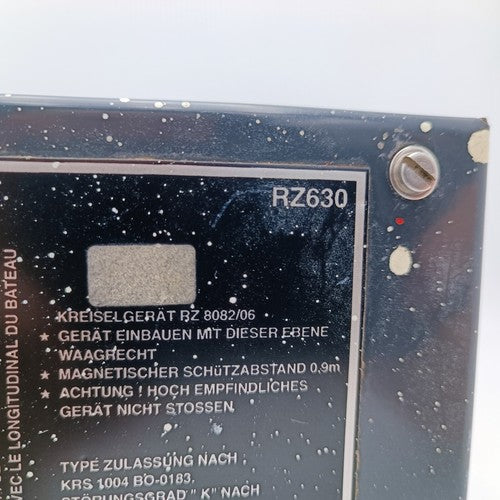 RZ630
KREISELGERÄT RZ 8082/06
★ GERÄT EINBAUEN MIT DIESER EBENE
WAAGRECHT
★ MAGNETISCHER SCHÜTZABSTAND 0,9m
★ ACHTUNG ! HOCH EMPFINDLICHES
GERÄT NICHT STOSSEN.
TYPE ZULASSUNG NACH
KRS 1004 BO-0183,
STÖRUNGSGRAD " K" NACH
LE LONGITUDINAL DU BATEAU